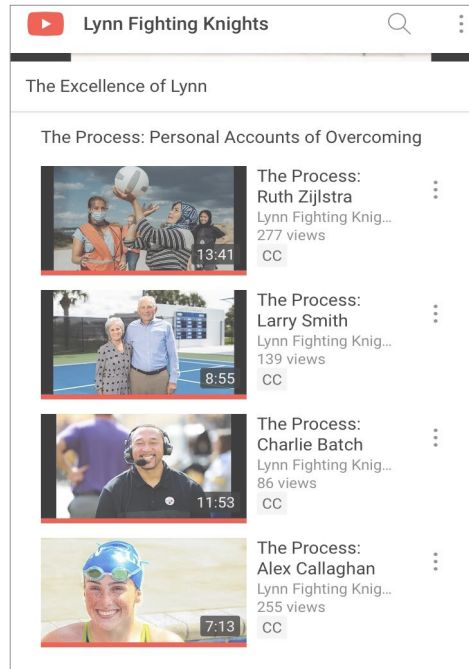 Lynn Fighting Knights
The Excellence of Lynn
The Process: Personal Accounts of Overcoming
The Process:
Ruth Zijlstra
Lynn Fighting Knig...
277 views
CC
13:41
The Process:
Larry Smith
Lynn Fighting Knig...
139 views
CC
8:55
The Process:
Charlie Batch
Lynn Fighting Knig...
86 views
CC
11:53
The Process:
Alex Callaghan
Lynn Fighting Knig...
255 views
CC
7:13